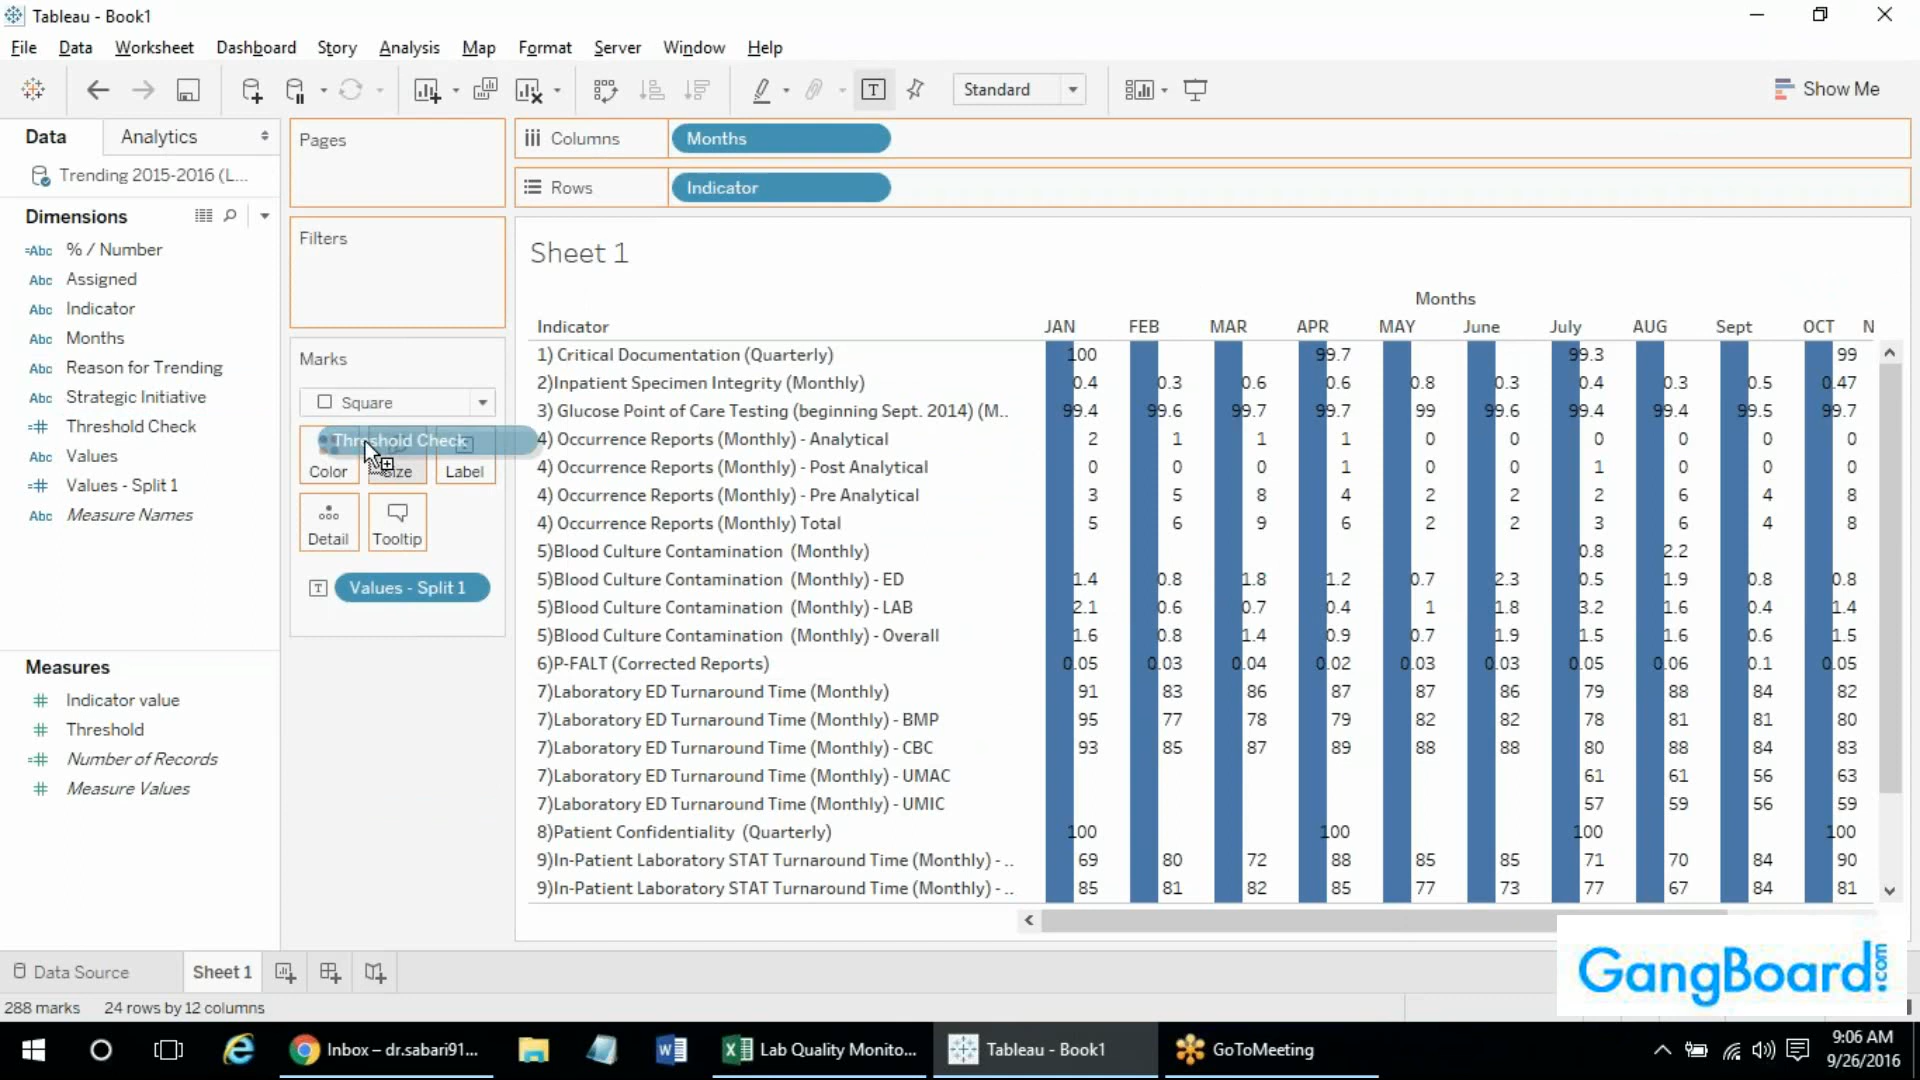 Tableau - Book1
File Data Worksheet Dashboard Story Analysis Map Format Server Window Help
Standard
Show Me
Data Analytics
Trending 2015-2016 (L...
Dimensions
=Abc % / Number
Abc Assigned
Abc Indicator
Abc Months
Abc Reason for Trending
Abc Strategic Initiative
=# Threshold Check
Abc Values
=# Values - Split 1
Abc Measure Names
Measures
# Indicator value
# Threshold
=# Number of Records
# Measure Values
Pages
Filters
Marks
Square
Threshold Check
Color Size Label
Detail Tooltip
T Values - Split 1
Columns Months
Rows Indicator
Sheet 1
Months
Indicator JAN FEB MAR APR MAY June July AUG Sept OCT N
1) Critical Documentation (Quarterly) 100 99.7 99.3 99
2)Inpatient Specimen Integrity (Monthly) 0.4 0.3 0.6 0.6 0.8 0.3 0.4 0.3 0.5 0.47
3) Glucose Point of Care Testing (beginning Sept. 2014) (M.. 99.4 99.6 99.7 99.7 99 99.6 99.4 99.4 99.5 99.7
4) Occurrence Reports (Monthly) - Analytical 2 1 1 1 0 0 0 0 0 0
4) Occurrence Reports (Monthly) - Post Analytical 0 0 0 1 0 0 1 0 0 0
4) Occurrence Reports (Monthly) - Pre Analytical 3 5 8 4 2 2 2 6 4 8
4) Occurrence Reports (Monthly) Total 5 6 9 6 2 2 3 6 4 8
5)Blood Culture Contamination (Monthly) 0.8 2.2
5)Blood Culture Contamination (Monthly) - ED 1.4 0.8 1.8 1.2 0.7 2.3 0.5 1.9 0.8 0.8
5)Blood Culture Contamination (Monthly) - LAB 2.1 0.6 0.7 0.4 1 1.8 3.2 1.6 0.4 1.4
5)Blood Culture Contamination (Monthly) - Overall 1.6 0.8 1.4 0.9 0.7 1.9 1.5 1.6 0.6 1.5
6)P-FALT (Corrected Reports) 0.05 0.03 0.04 0.02 0.03 0.03 0.05 0.06 0.1 0.05
7)Laboratory ED Turnaround Time (Monthly) 91 83 86 87 87 86 79 88 84 82
7)Laboratory ED Turnaround Time (Monthly) - BMP 95 77 78 79 82 82 78 81 81 80
7)Laboratory ED Turnaround Time (Monthly) - CBC 93 85 87 89 88 88 80 88 84 83
7)Laboratory ED Turnaround Time (Monthly) - UMAC 61 61 56 63
7)Laboratory ED Turnaround Time (Monthly) - UMIC 57 59 56 59
8)Patient Confidentiality (Quarterly) 100 100 100 100
9)In-Patient Laboratory STAT Turnaround Time (Monthly) - .. 69 80 72 88 85 85 71 70 84 90
9)In-Patient Laboratory STAT Turnaround Time (Monthly) - .. 85 81 82 85 77 73 77 67 84 81
GangBoard.com
Data Source Sheet 1
288 marks 24 rows by 12 columns
Inbox – dr.sabari91... Lab Quality Monito... Tableau - Book1 GoToMeeting
9:06 AM
9/26/2016